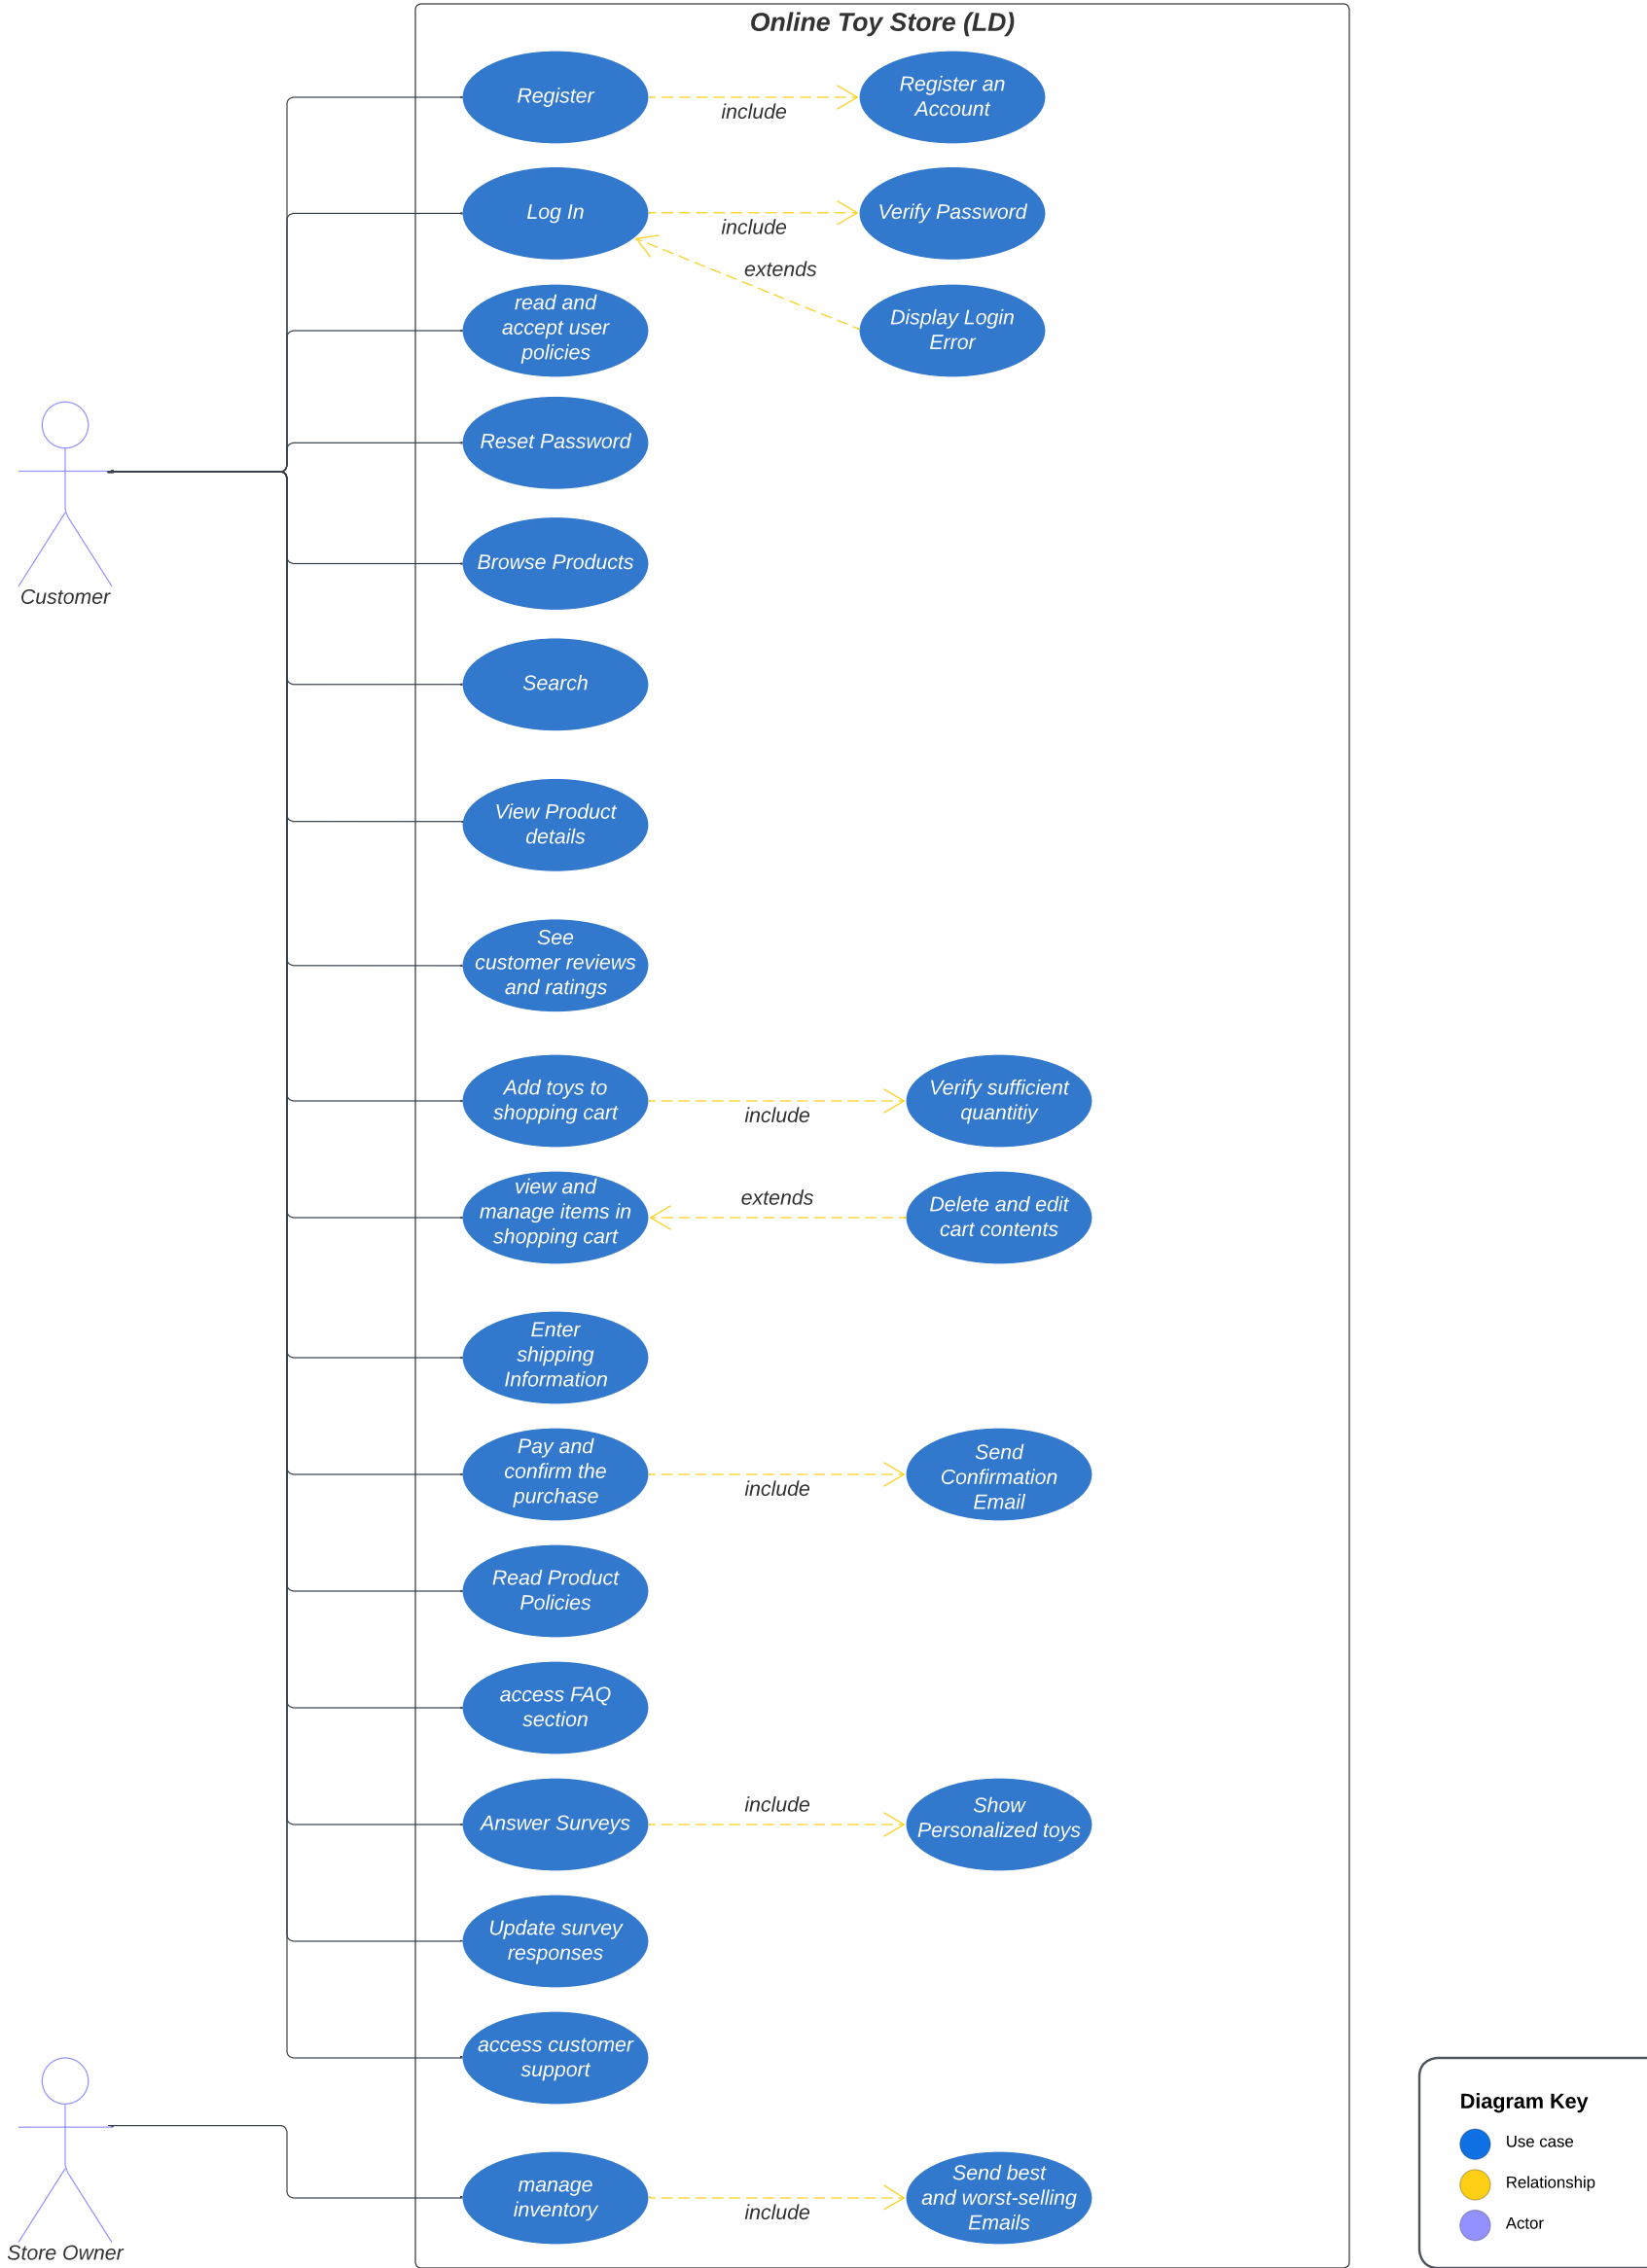 Online Toy Store (LD)
Register
include
Register an
Account
Log In
include
Verify Password
extends
read and
accept user
policies
Display Login
Error
Reset Password
Customer
Browse Products
Search
View Product
details
See
customer reviews
and ratings
Add toys to
shopping cart
include
Verify sufficient
quantitiy
view and
manage items in
shopping cart
extends
Delete and edit
cart contents
Enter
shipping
Information
Pay and
confirm the
purchase
include
Send
Confirmation
Email
Read Product
Policies
access FAQ
section
Answer Surveys
include
Show
Personalized toys
Update survey
responses
access customer
support
Store Owner
manage
inventory
include
Send best
and worst-selling
Emails
Diagram Key
Use case
Relationship
Actor